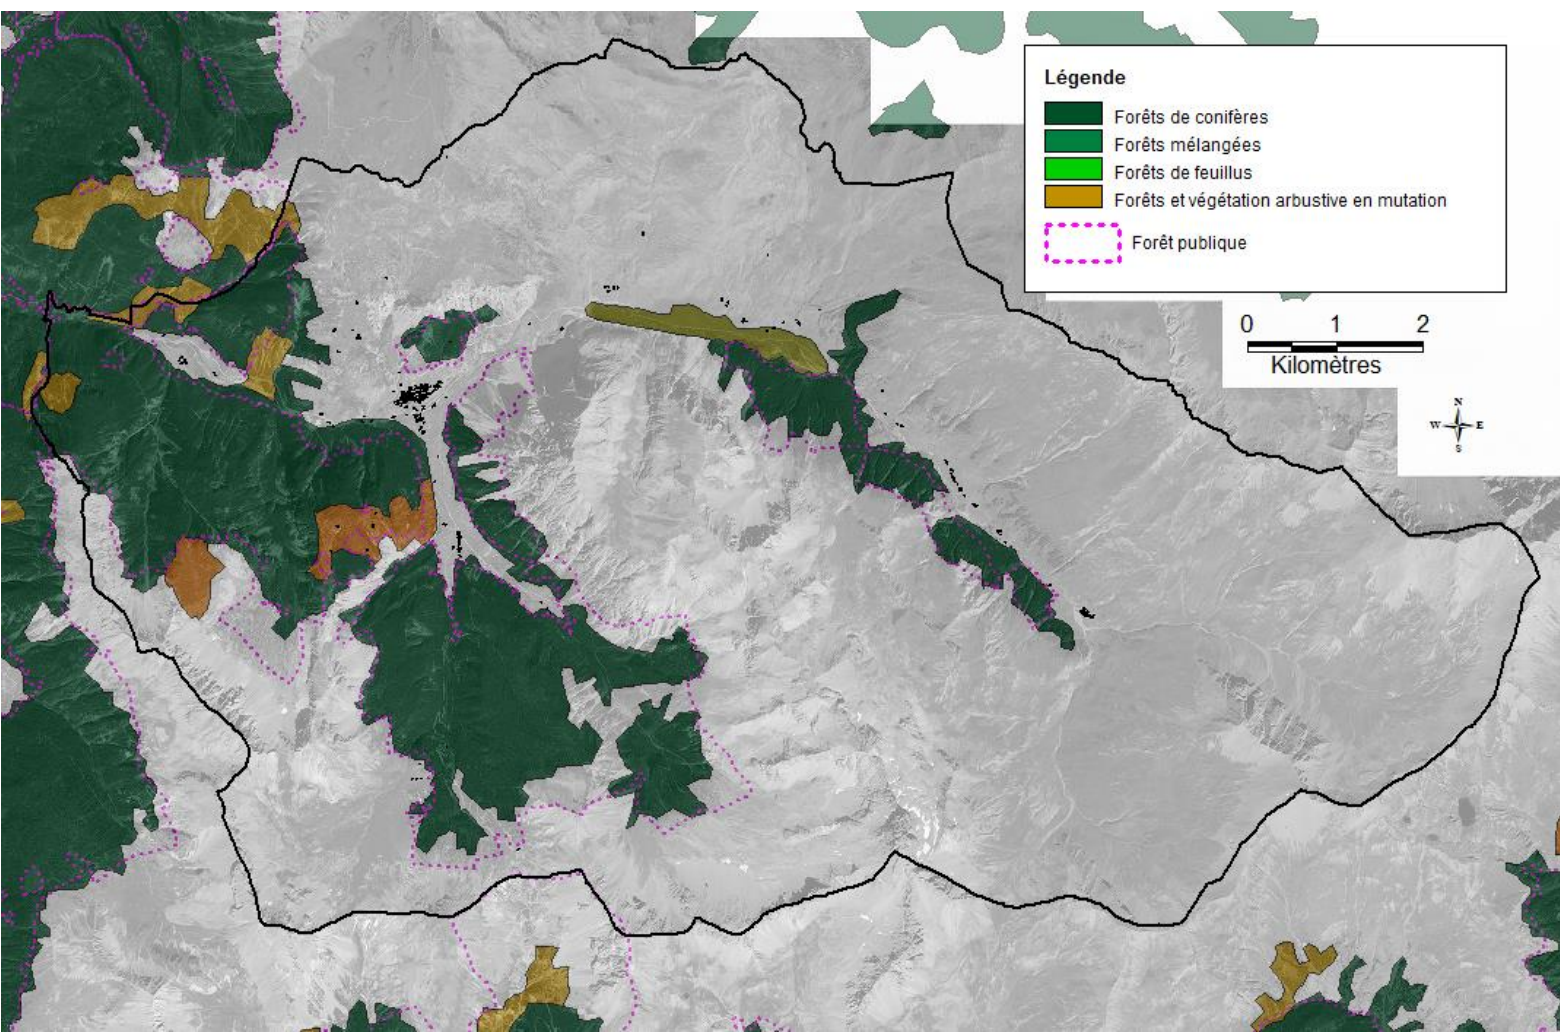 Légende
Forêts de conifères
Forêts mélangées
Forêts de feuillus
Forêts et végétation arbustive en mutation
Forêt publique
0 1 2
Kilomètres
N
W E
S